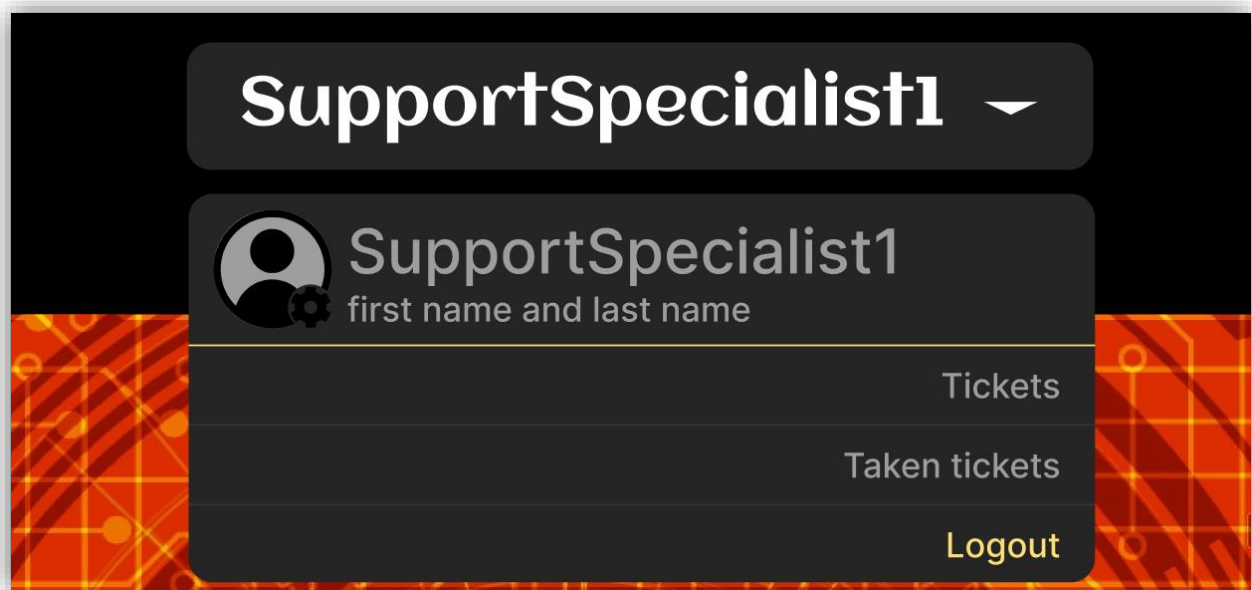 SupportSpecialist1
SupportSpecialist1
first name and last name
Tickets
Taken tickets
Logout